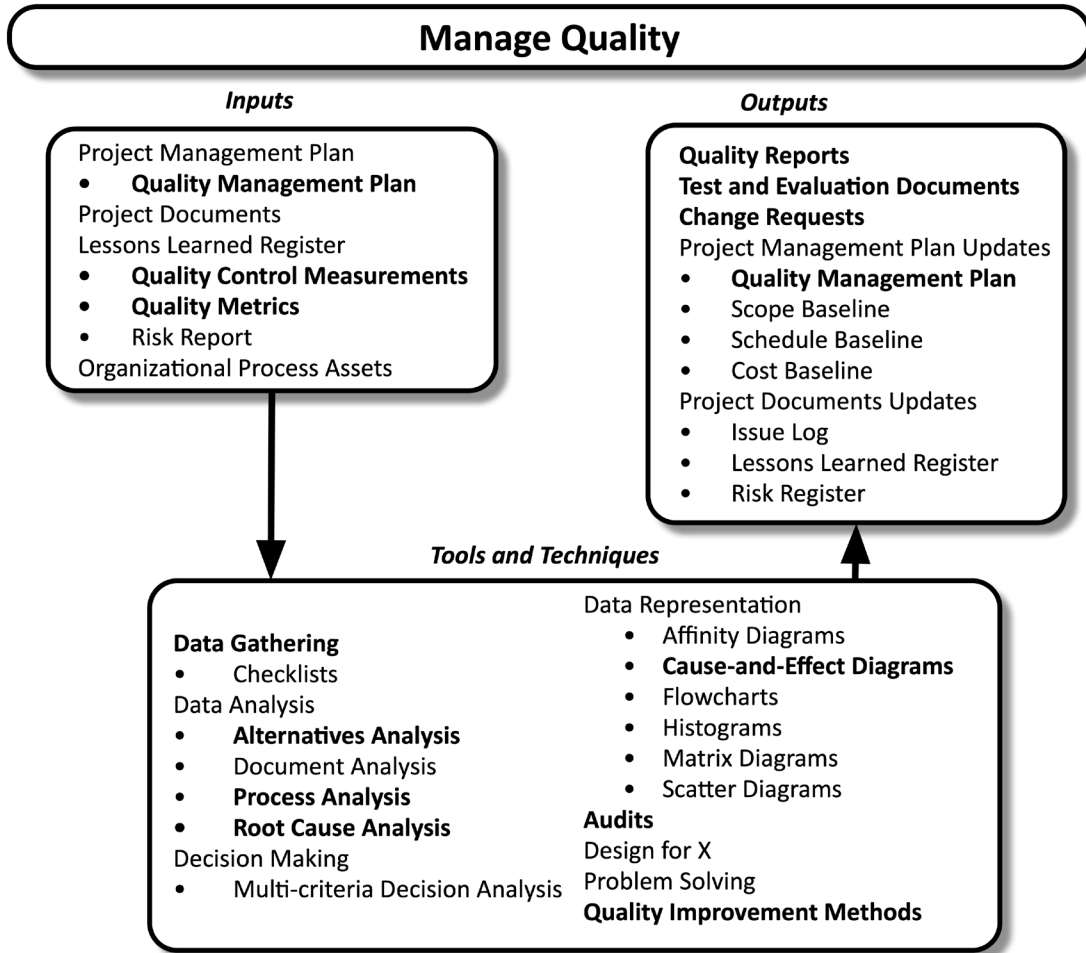 Manage Quality
Inputs
Project Management Plan
• Quality Management Plan
Project Documents
Lessons Learned Register
• Quality Control Measurements
• Quality Metrics
• Risk Report
Organizational Process Assets
Outputs
Quality Reports
Test and Evaluation Documents
Change Requests
Project Management Plan Updates
• Quality Management Plan
• Scope Baseline
• Schedule Baseline
• Cost Baseline
Project Documents Updates
• Issue Log
• Lessons Learned Register
• Risk Register
Tools and Techniques
Data Gathering
• Checklists
Data Analysis
• Alternatives Analysis
• Document Analysis
• Process Analysis
• Root Cause Analysis
Decision Making
• Multi-criteria Decision Analysis
Data Representation
• Affinity Diagrams
• Cause-and-Effect Diagrams
• Flowcharts
• Histograms
• Matrix Diagrams
• Scatter Diagrams
Audits
Design for X
Problem Solving
Quality Improvement Methods